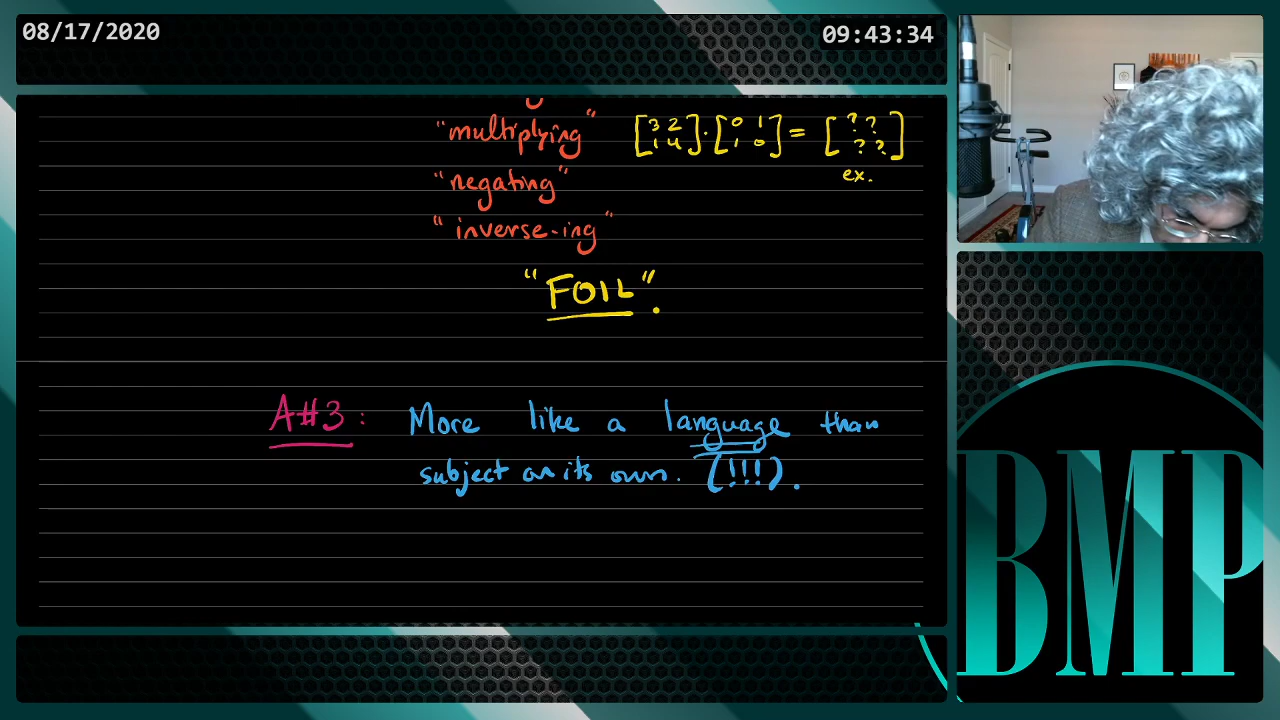 08/17/2020
09:43:34
"multiplying" [3 2 1 4] · [0 1 1 0] = [? ? ? ?]
ex.
"negating"
"inverse-ing"
"FOIL".
A#3: More like a language than
subject on its own. (!!!).
BMP